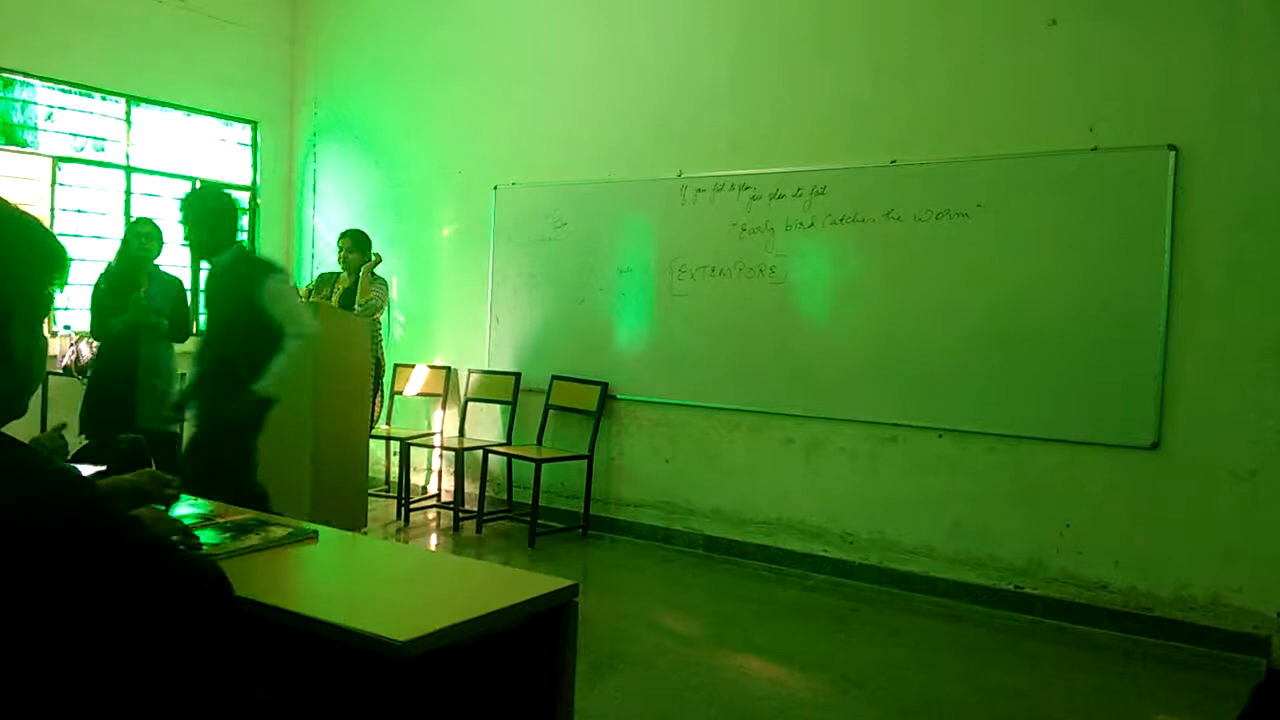 If you fail to plan, you plan to fail
"Early bird Catches the Worm"
[EXTEMPORE]